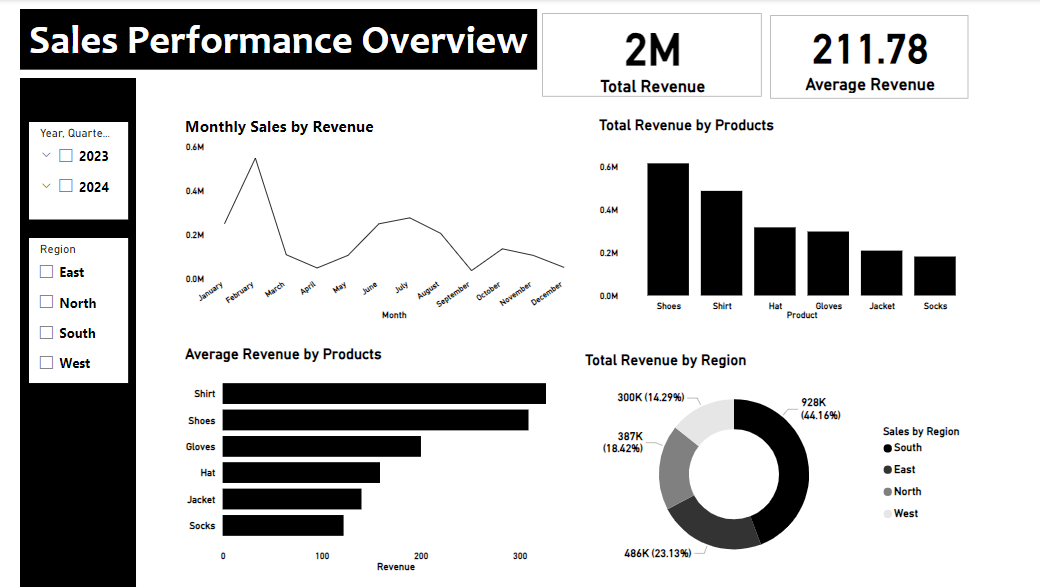 Sales Performance Overview
2M
Total Revenue
211.78
Average Revenue
Year, Quarte...
2023
2024
Region
East
North
South
West
Monthly Sales by Revenue
0.6M
0.4M
0.2M
0.0M
January
February
March
April
May
June
July
August
September
October
November
December
Month
Total Revenue by Products
0.6M
0.4M
0.2M
0.0M
Shoes
Shirt
Hat
Gloves
Jacket
Socks
Product
Average Revenue by Products
Shirt
Shoes
Gloves
Hat
Jacket
Socks
0
100
200
300
Revenue
Total Revenue by Region
300K (14.29%)
928K
(44.16%)
387K
(18.42%)
486K (23.13%)
Sales by Region
South
East
North
West